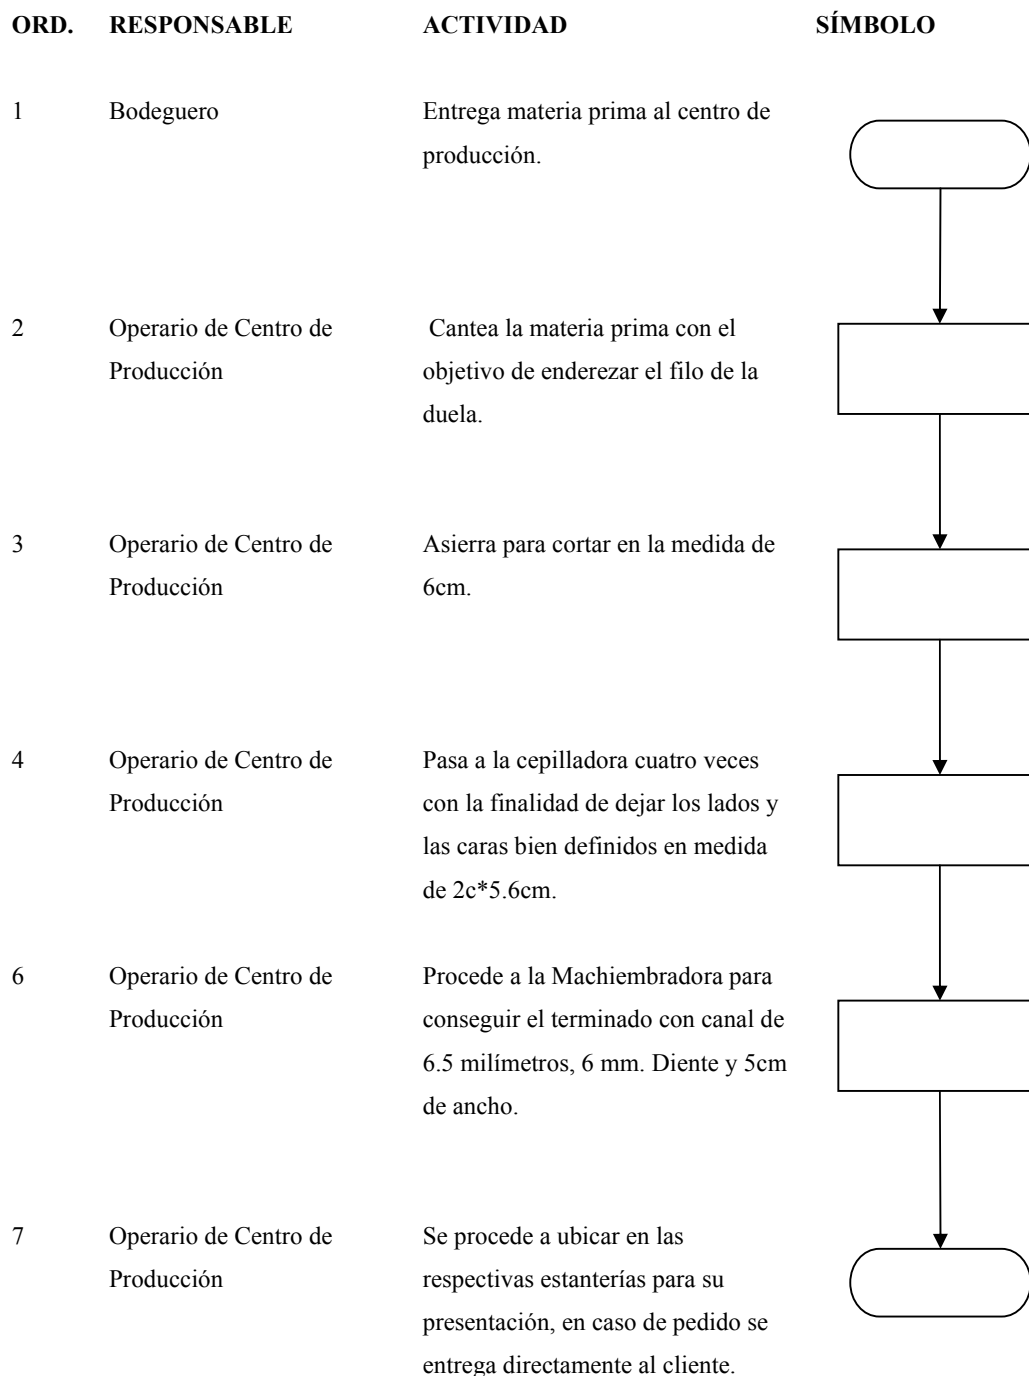 ORD. RESPONSABLE ACTIVIDAD SÍMBOLO
1 Bodeguero Entrega materia prima al centro de
producción.
2 Operario de Centro de Cantea la materia prima con el
Producción objetivo de enderezar el filo de la
duela.
3 Operario de Centro de Asierra para cortar en la medida de
Producción 6cm.
4 Operario de Centro de Pasa a la cepilladora cuatro veces
Producción con la finalidad de dejar los lados y
las caras bien definidos en medida
de 2c*5.6cm.
6 Operario de Centro de Procede a la Machiembradora para
Producción conseguir el terminado con canal de
6.5 milímetros, 6 mm. Diente y 5cm
de ancho.
7 Operario de Centro de Se procede a ubicar en las
Producción respectivas estanterías para su
presentación, en caso de pedido se
entrega directamente al cliente.